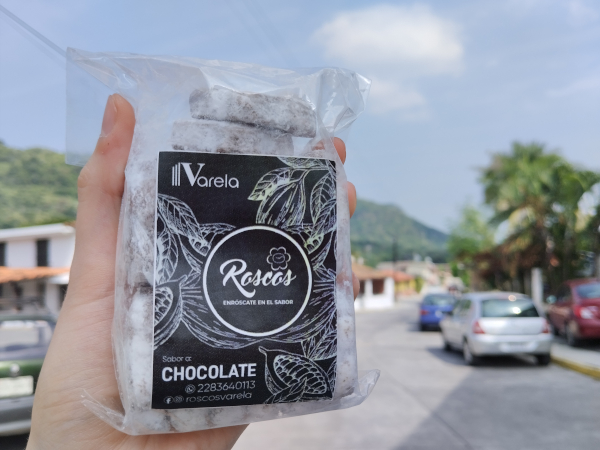 Varela
Roscos
ENRÓSCATE EN EL SABOR
Sabor a:
CHOCOLATE
2283640113
roscosvarela